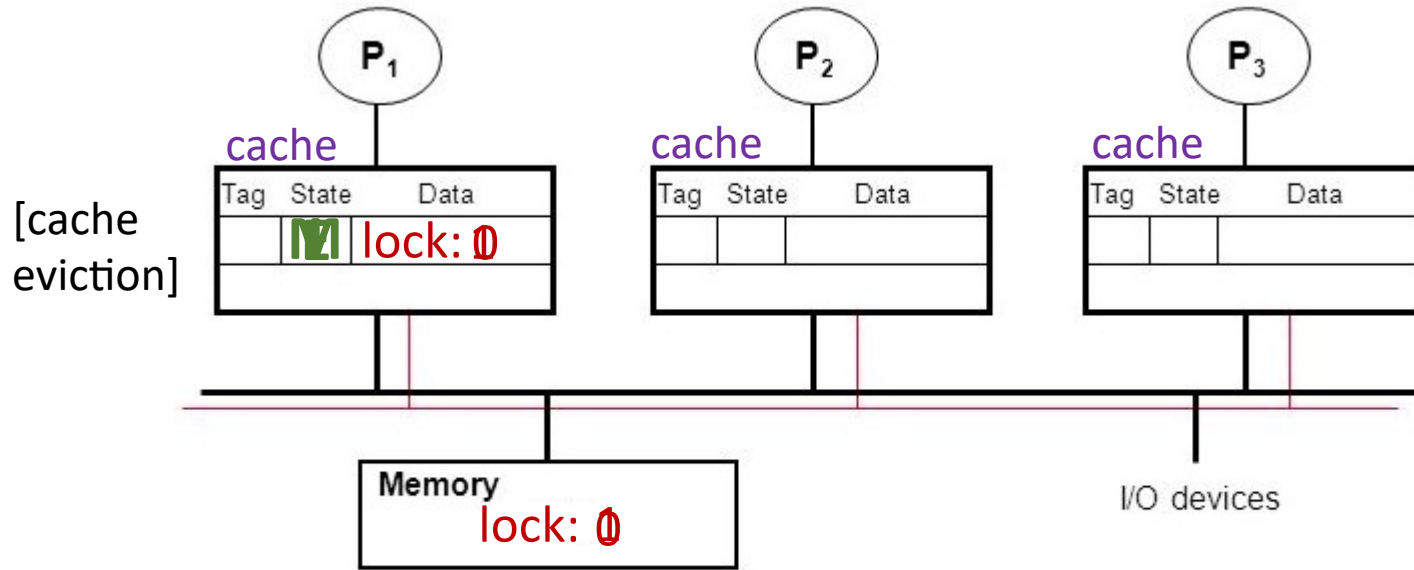 P1
P2
P3
cache
cache
cache
Tag State Data
Tag State Data
Tag State Data
[cache
eviction]
lock:
Memory
lock:
I/O devices